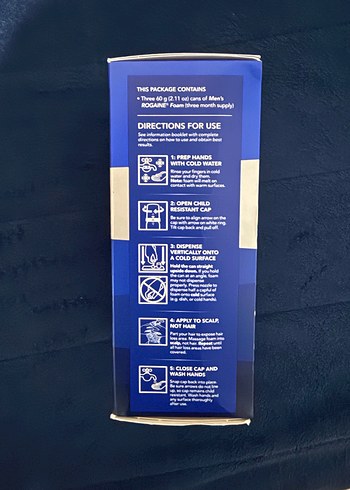 THIS PACKAGE CONTAINS
• Three 60 g (2.11 oz) cans of Men's
ROGAINE® Foam (three month supply)
DIRECTIONS FOR USE
See information booklet with complete
directions on how to use and obtain best
results.
1: PREP HANDS
WITH COLD WATER
Rinse your fingers in cold
water and dry them.
Note: foam will melt on
contact with warm surfaces.
2: OPEN CHILD
RESISTANT CAP
Be sure to align arrow on the
cap with arrow on white ring.
Tilt cap back and pull off.
3: DISPENSE
VERTICALLY ONTO
A COLD SURFACE
Hold the can straight
upside down. If you hold
the can at an angle, foam
may not dispense
properly. Press nozzle to
dispense half a capful of
foam onto cold surface
(e.g. dish, or cold hands).
4: APPLY TO SCALP,
NOT HAIR
Part your hair to expose hair
loss area. Massage foam into
scalp, not hair. Repeat until
all hair loss areas have been
covered.
5: CLOSE CAP AND
WASH HANDS
Snap cap back into place.
Be sure arrows do not line
up, so cap remains child
resistant. Wash hands and
any surface thoroughly
after use.